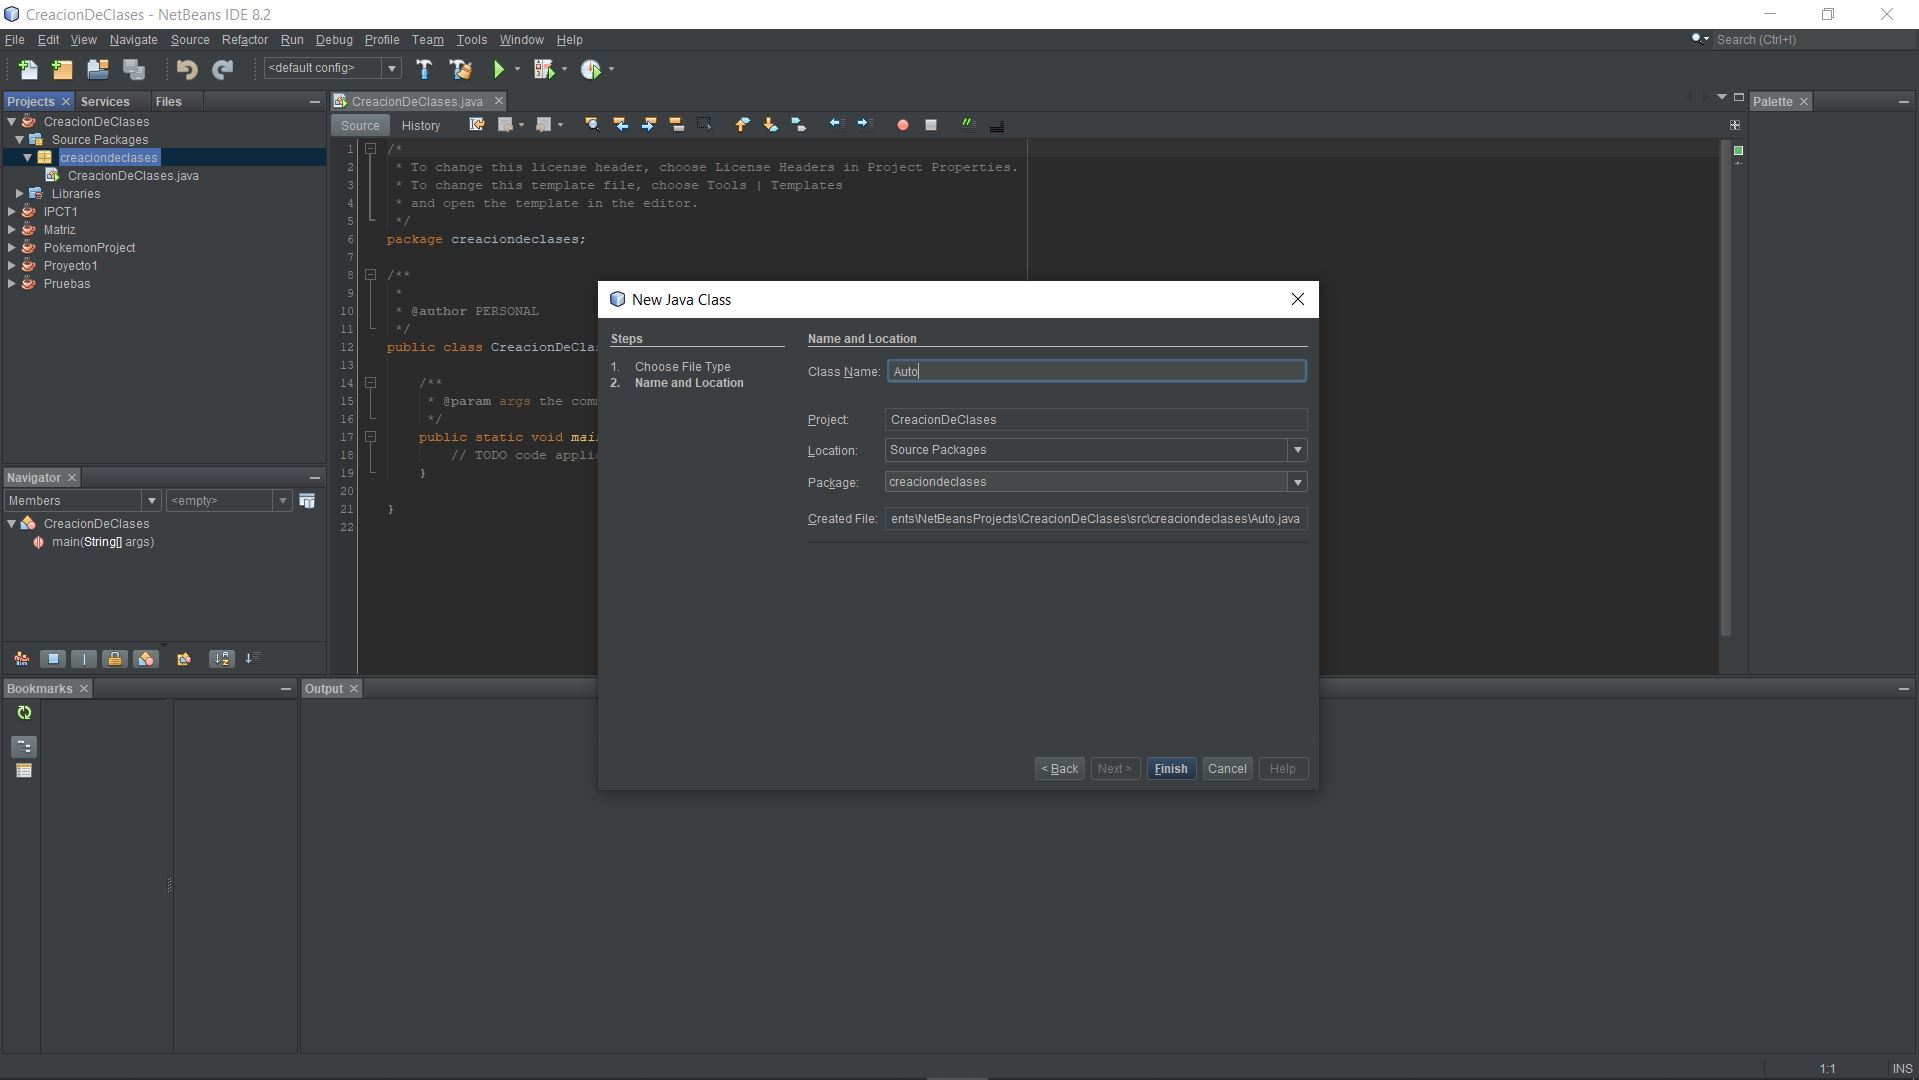 CreacionDeClases - NetBeans IDE 8.2
File Edit View Navigate Source Refactor Run Debug Profile Team Tools Window Help
Search (Ctrl+I)
<default config>
Projects Services Files
CreacionDeClases
Source Packages
creaciondeclases
CreacionDeClases.java
Libraries
IPCT1
Matriz
PokemonProject
Proyecto1
Pruebas
CreacionDeClases.java
Source History
1 /*
2 * To change this license header, choose License Headers in Project Properties.
3 * To change this template file, choose Tools | Templates
4 * and open the template in the editor.
5 */
6 package creaciondeclases;
7
8 /**
9 *
10 * @author PERSONAL
11 */
12 public class CreacionDeCla
13
14 /**
15 * @param args the com
16 */
17 public static void mai
18 // TODO code appli
19 }
20
21 }
22
Palette
New Java Class
Steps
1. Choose File Type
2. Name and Location
Name and Location
Class Name: Auto
Project: CreacionDeClases
Location: Source Packages
Package: creaciondeclases
Created File: ents\NetBeansProjects\CreacionDeClases\src\creaciondeclases\Auto.java
< Back Next > Finish Cancel Help
Navigator
Members <empty>
CreacionDeClases
main(String[] args)
Bookmarks
Output
1:1 INS